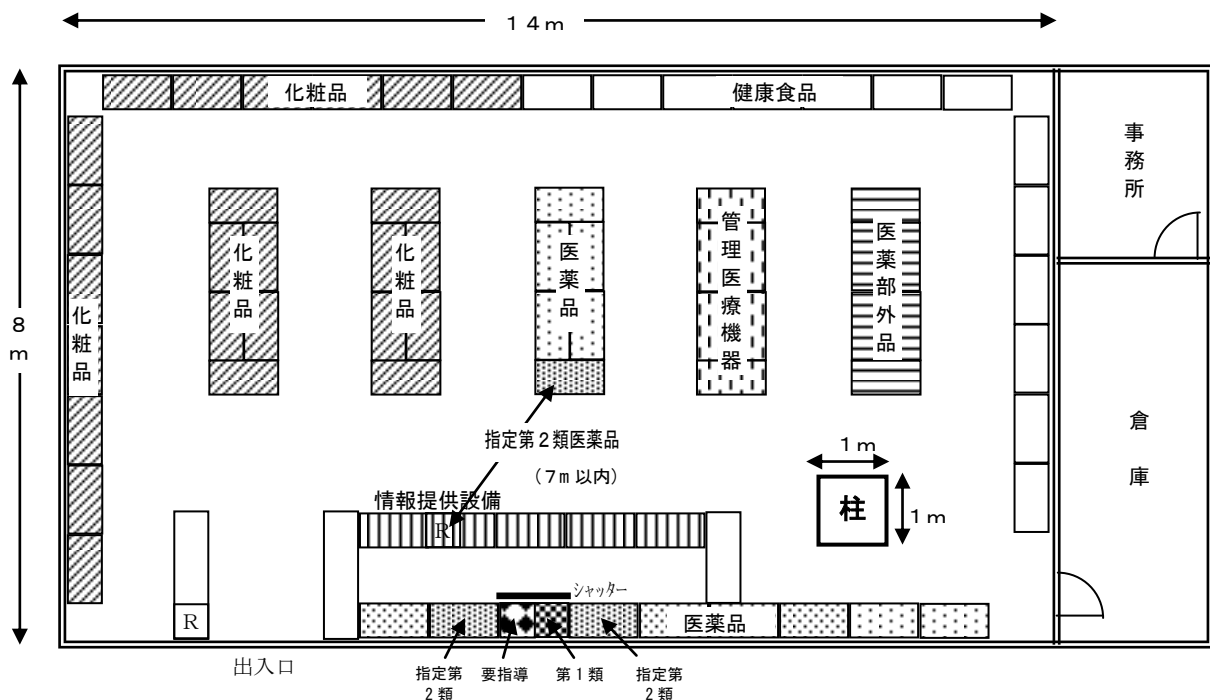 １４ｍ
化粧品
健康食品
事務所
化粧品
化粧品
医薬品
管理医療機器
医薬部外品
８ｍ
化粧品
指定第２類医薬品
（７ｍ以内）
倉庫
１ｍ
柱
１ｍ
情報提供設備
R
シャッター
R
医薬品
出入口
指定第２類
要指導
第１類
指定第２類